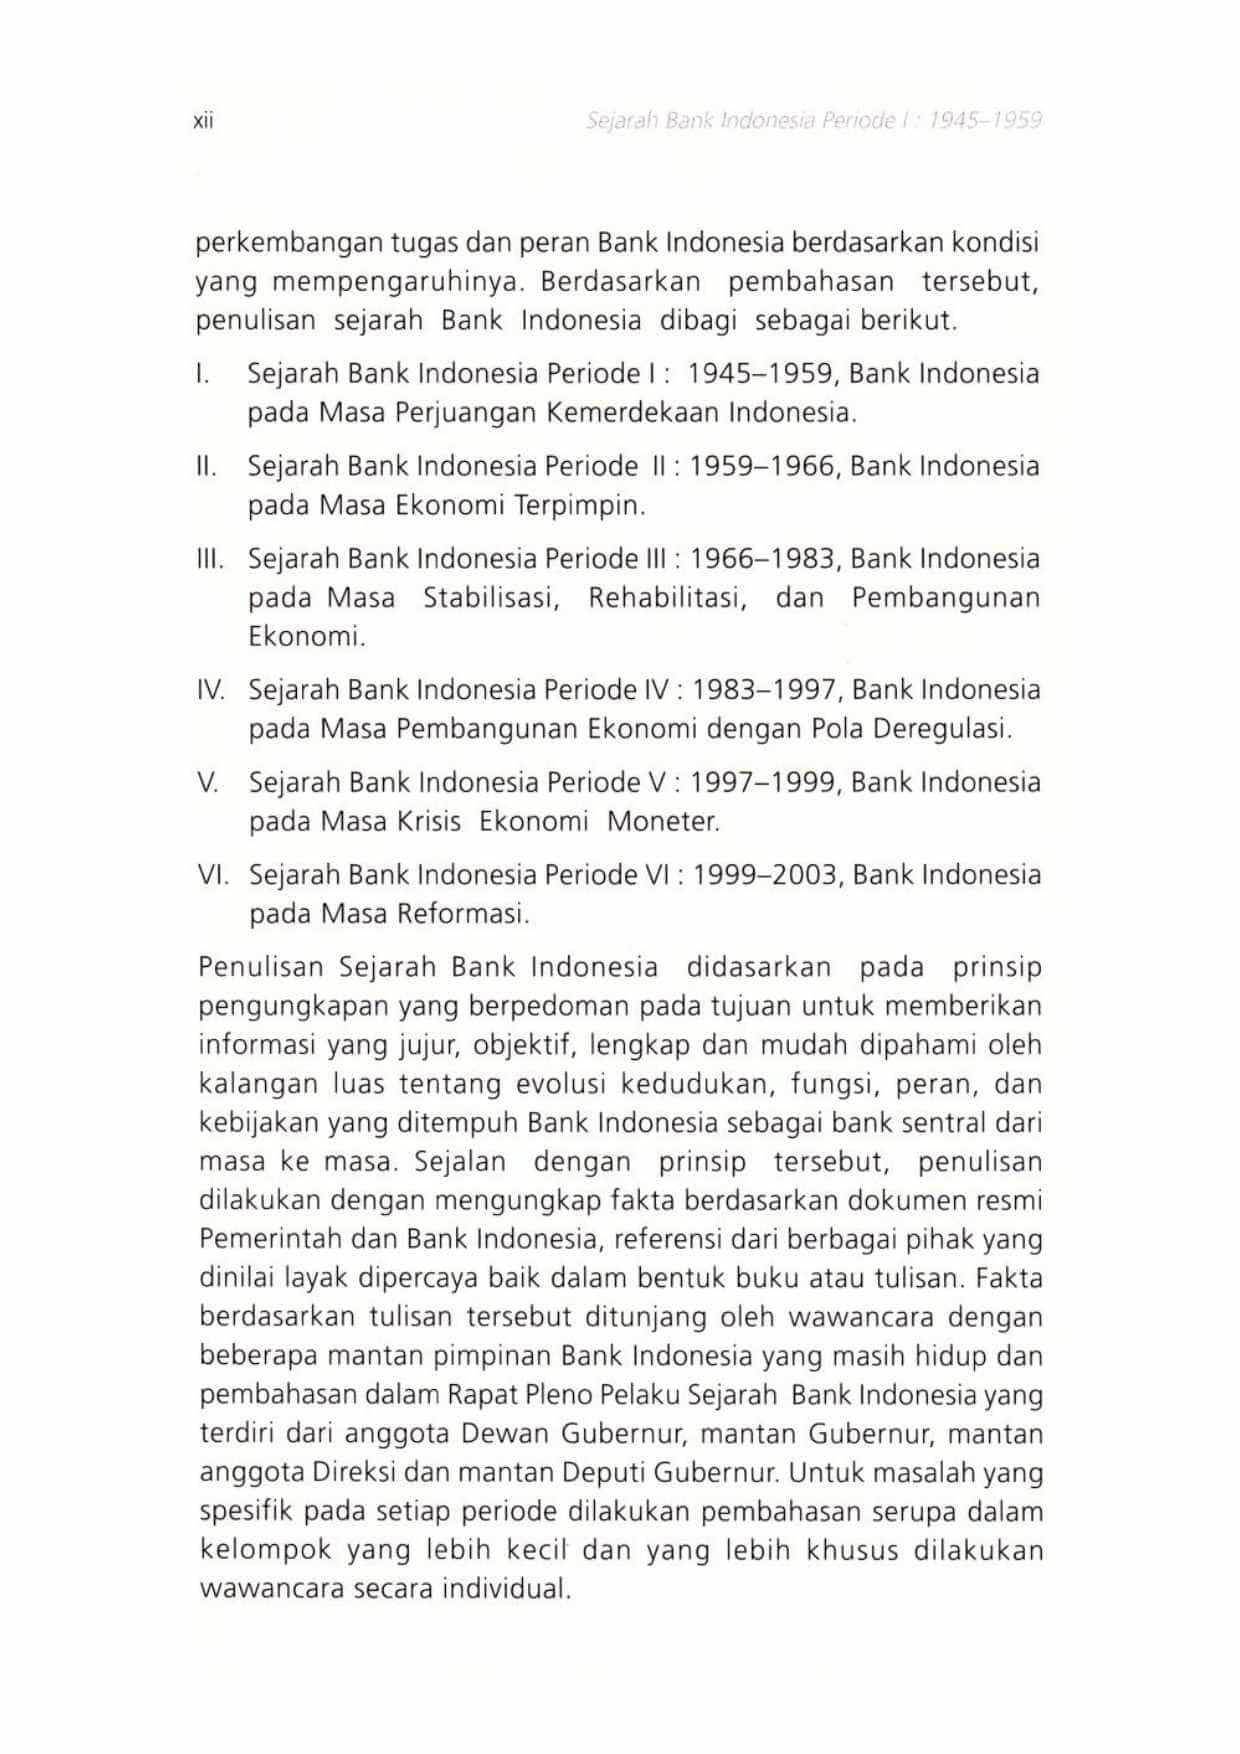 xii
Sejarah Bank Indonesia Periode I : 1945–1959
perkembangan tugas dan peran Bank Indonesia berdasarkan kondisi
yang mempengaruhinya. Berdasarkan pembahasan tersebut,
penulisan sejarah Bank Indonesia dibagi sebagai berikut.
I. Sejarah Bank Indonesia Periode I : 1945–1959, Bank Indonesia
pada Masa Perjuangan Kemerdekaan Indonesia.
II. Sejarah Bank Indonesia Periode II : 1959–1966, Bank Indonesia
pada Masa Ekonomi Terpimpin.
III. Sejarah Bank Indonesia Periode III : 1966–1983, Bank Indonesia
pada Masa Stabilisasi, Rehabilitasi, dan Pembangunan
Ekonomi.
IV. Sejarah Bank Indonesia Periode IV : 1983–1997, Bank Indonesia
pada Masa Pembangunan Ekonomi dengan Pola Deregulasi.
V. Sejarah Bank Indonesia Periode V : 1997–1999, Bank Indonesia
pada Masa Krisis Ekonomi Moneter.
VI. Sejarah Bank Indonesia Periode VI : 1999–2003, Bank Indonesia
pada Masa Reformasi.
Penulisan Sejarah Bank Indonesia didasarkan pada prinsip
pengungkapan yang berpedoman pada tujuan untuk memberikan
informasi yang jujur, objektif, lengkap dan mudah dipahami oleh
kalangan luas tentang evolusi kedudukan, fungsi, peran, dan
kebijakan yang ditempuh Bank Indonesia sebagai bank sentral dari
masa ke masa. Sejalan dengan prinsip tersebut, penulisan
dilakukan dengan mengungkap fakta berdasarkan dokumen resmi
Pemerintah dan Bank Indonesia, referensi dari berbagai pihak yang
dinilai layak dipercaya baik dalam bentuk buku atau tulisan. Fakta
berdasarkan tulisan tersebut ditunjang oleh wawancara dengan
beberapa mantan pimpinan Bank Indonesia yang masih hidup dan
pembahasan dalam Rapat Pleno Pelaku Sejarah Bank Indonesia yang
terdiri dari anggota Dewan Gubernur, mantan Gubernur, mantan
anggota Direksi dan mantan Deputi Gubernur. Untuk masalah yang
spesifik pada setiap periode dilakukan pembahasan serupa dalam
kelompok yang lebih kecil dan yang lebih khusus dilakukan
wawancara secara individual.